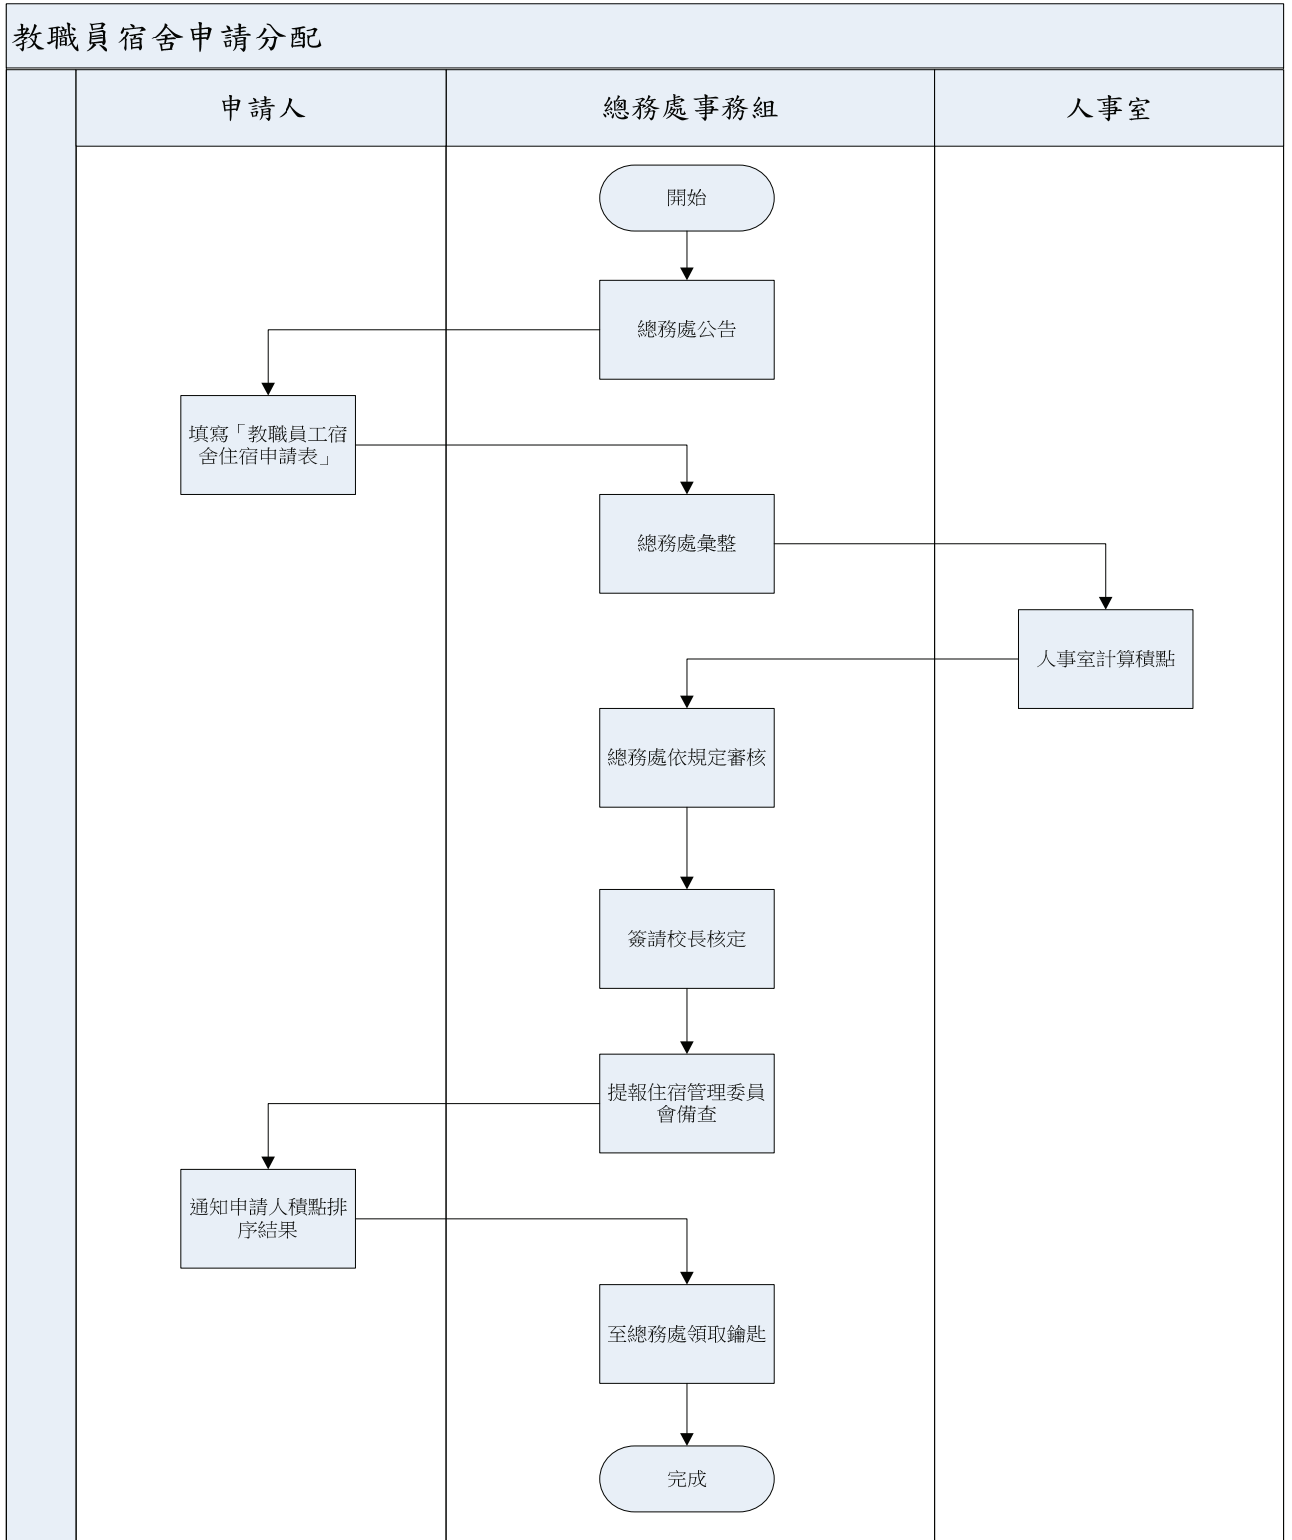 教職員宿舍申請分配
申請人
總務處事務組
人事室
開始
總務處公告
填寫「教職員工宿
舍住宿申請表」
總務處彙整
人事室計算積點
總務處依規定審核
簽請校長核定
提報住宿管理委員
會備查
通知申請人積點排
序結果
至總務處領取鑰匙
完成